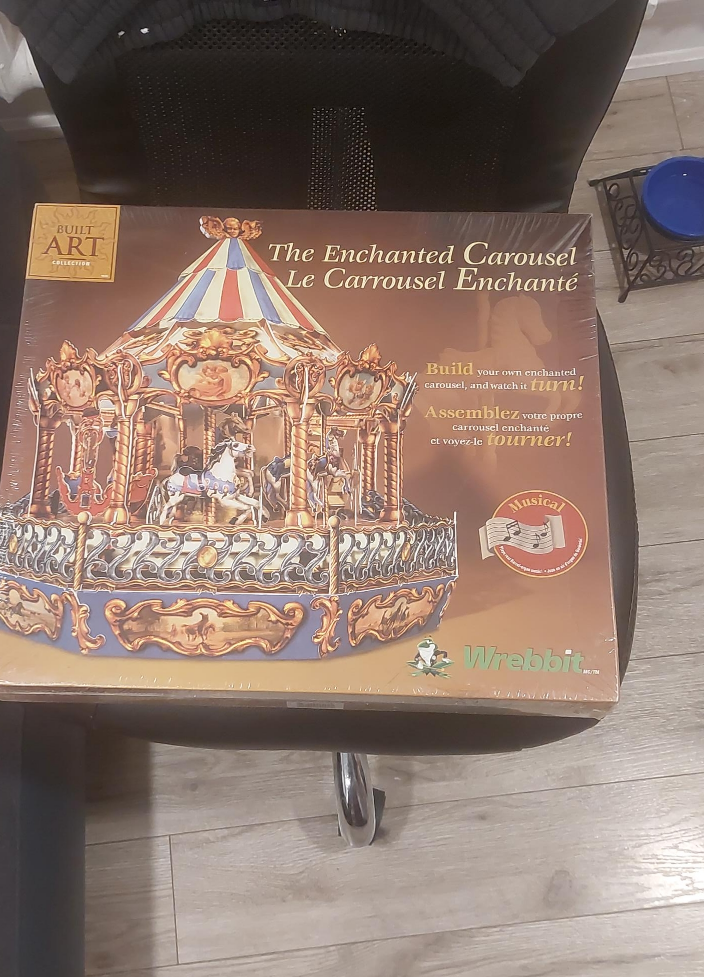 BUILT
ART
COLLECTION
The Enchanted Carousel
Le Carrousel Enchanté
Build your own enchanted
carousel, and watch it turn!
Assemblez votre propre
carrousel enchanté
et voyez-le tourner!
Musical
Wrebbit